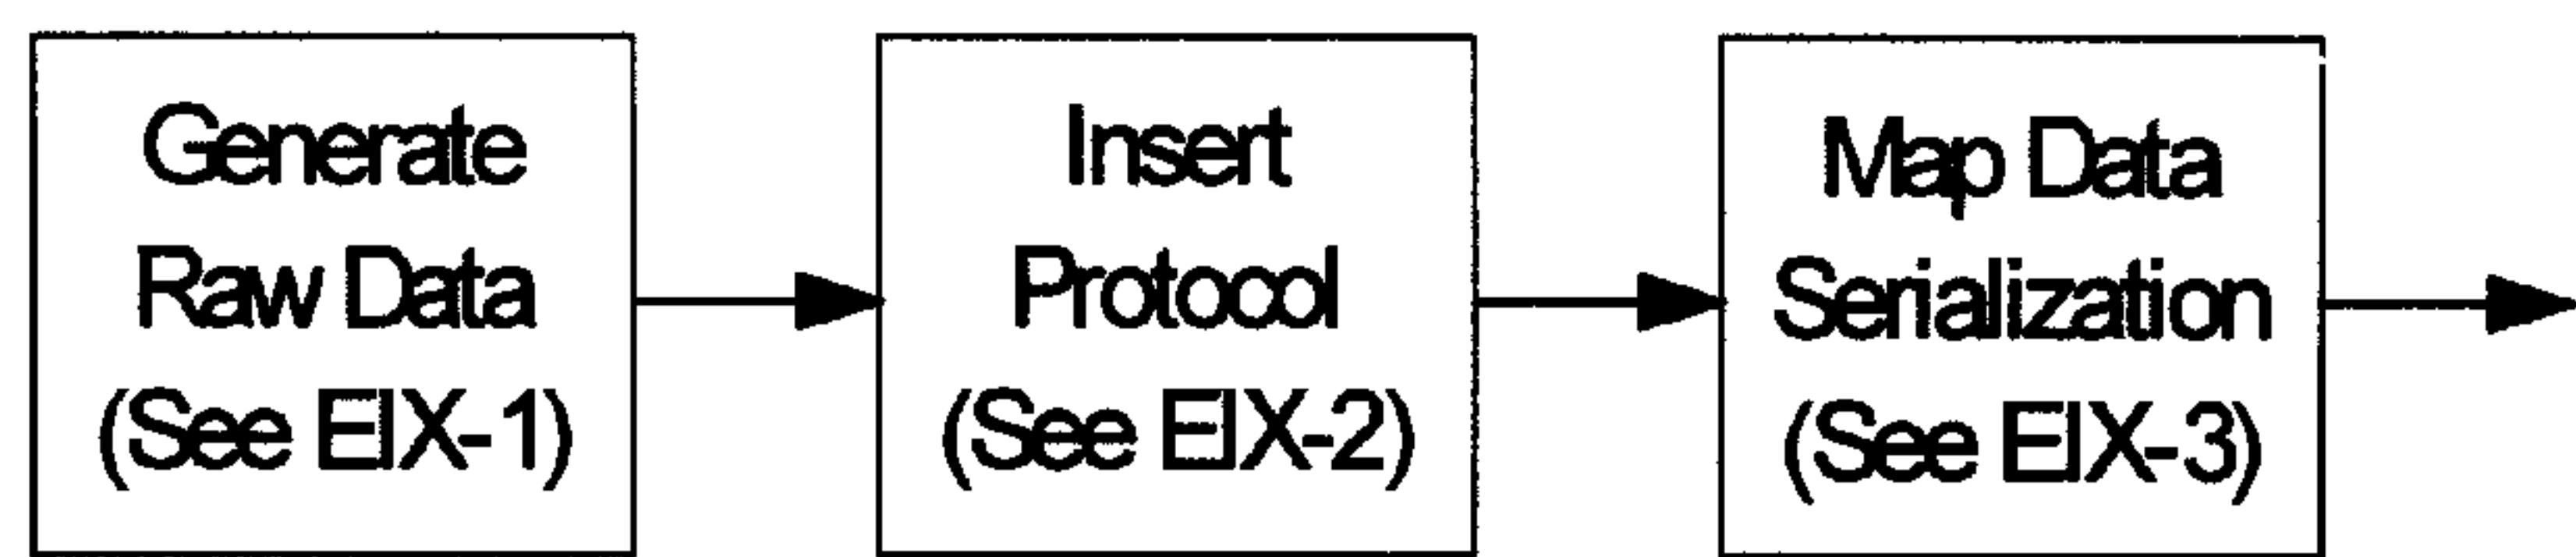 Generate
Raw Data
(See EIX-1)
Insert
Protocol
(See EIX-2)
Map Data
Serialization
(See EIX-3)